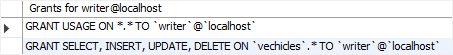 Grants for writer@localhost
GRANT USAGE ON *.* TO `writer`@`localhost`
GRANT SELECT, INSERT, UPDATE, DELETE ON `vechicles`.* TO `writer`@`localhost`